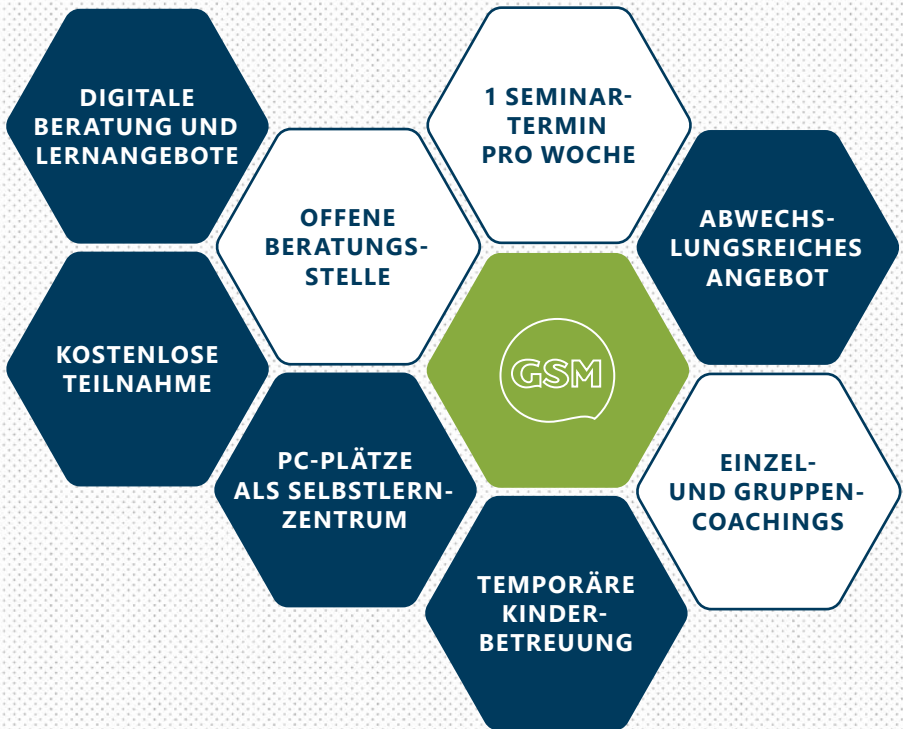 DIGITALE
BERATUNG UND
LERNANGEBOTE
1 SEMINAR-
TERMIN
PRO WOCHE
OFFENE
BERATUNGS-
STELLE
ABWECHS-
LUNGSREICHES
ANGEBOT
KOSTENLOSE
TEILNAHME
GSM
PC-PLÄTZE
ALS SELBSTLERN-
ZENTRUM
EINZEL-
UND GRUPPEN-
COACHINGS
TEMPORÄRE
KINDER-
BETREUUNG